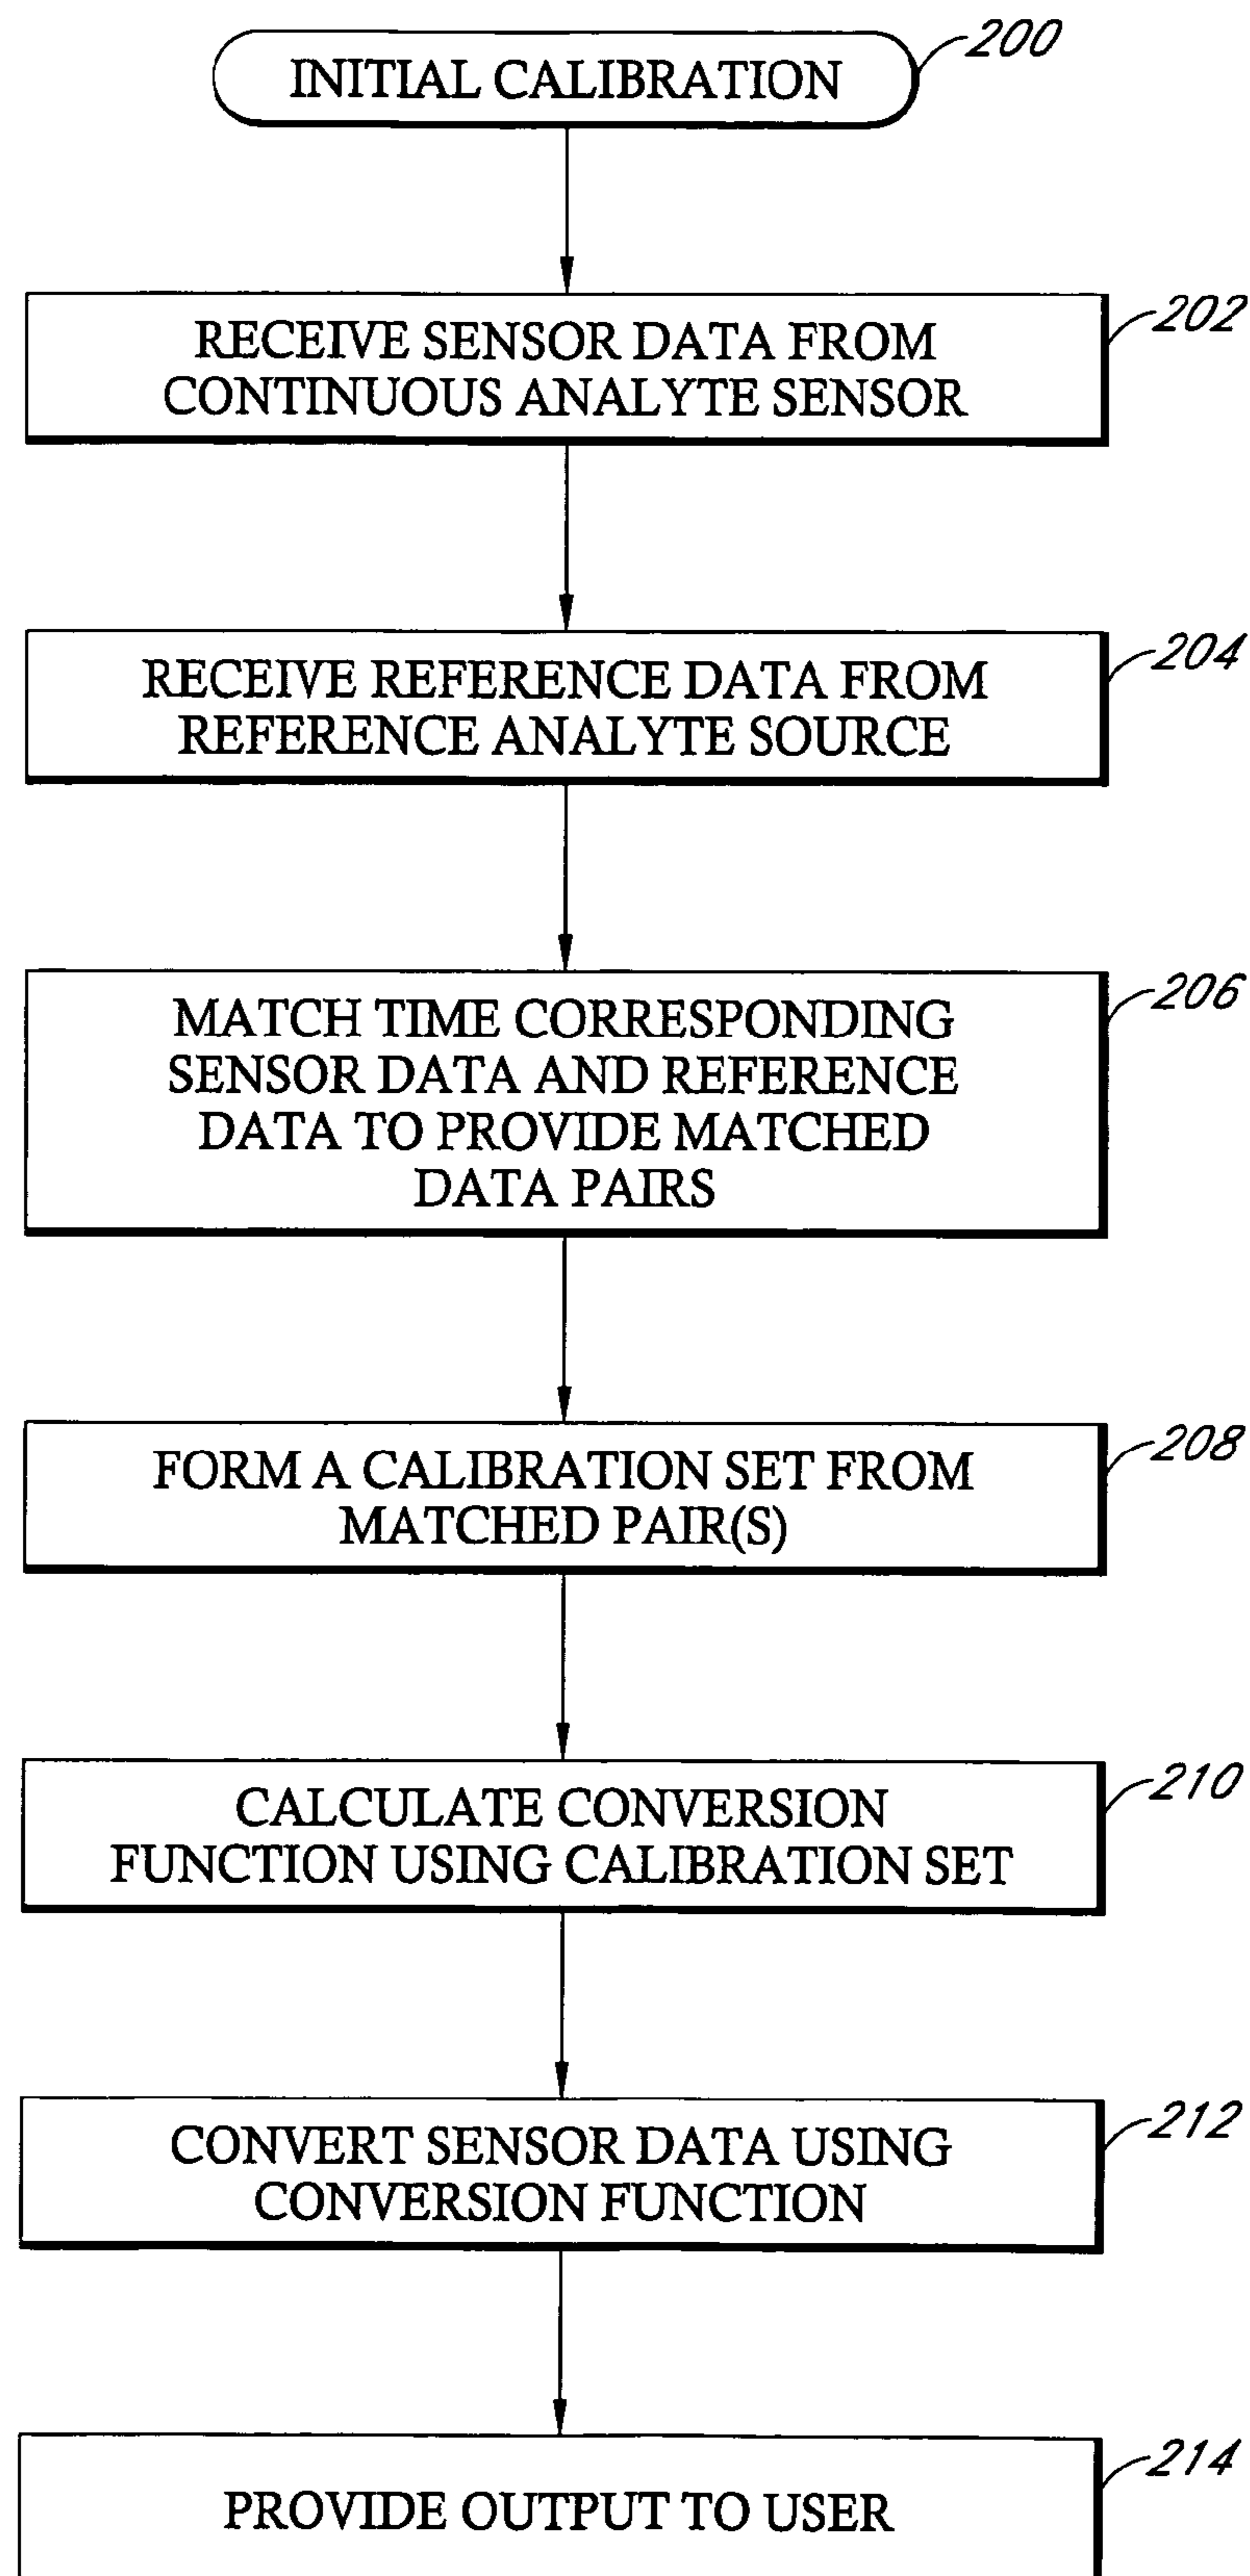 INITIAL CALIBRATION
200
RECEIVE SENSOR DATA FROM
CONTINUOUS ANALYTE SENSOR
202
RECEIVE REFERENCE DATA FROM
REFERENCE ANALYTE SOURCE
204
MATCH TIME CORRESPONDING
SENSOR DATA AND REFERENCE
DATA TO PROVIDE MATCHED
DATA PAIRS
206
FORM A CALIBRATION SET FROM
MATCHED PAIR(S)
208
CALCULATE CONVERSION
FUNCTION USING CALIBRATION SET
210
CONVERT SENSOR DATA USING
CONVERSION FUNCTION
212
PROVIDE OUTPUT TO USER
214